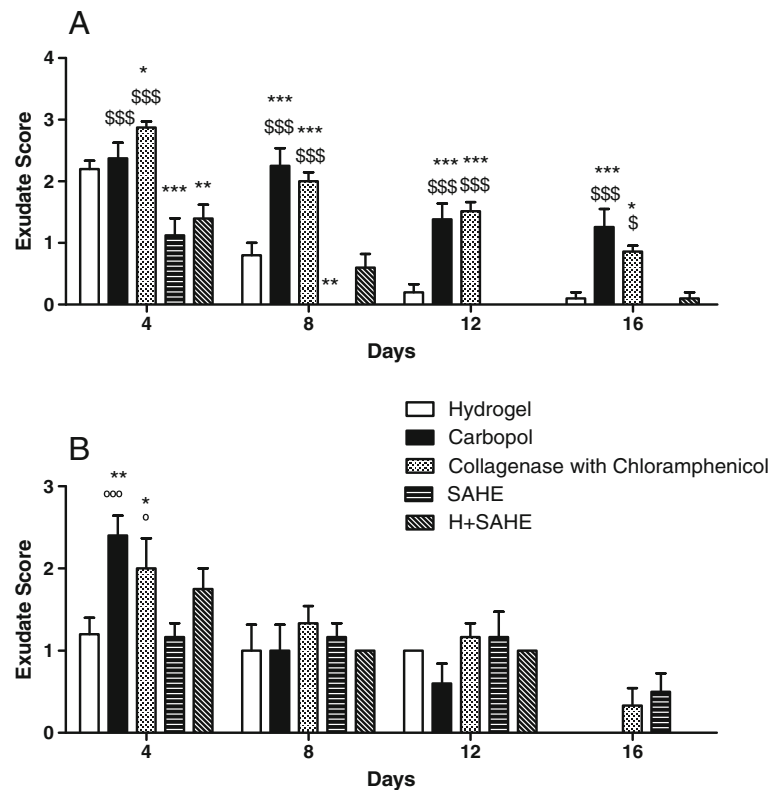 A
Exudate Score
4
3
2
1
0
*
$$$
$$$
***
**
***
$$$
***
$$$
**
***
$$$
***
$$$
***
$$$
*
$
4 8 12 16
Days
Hydrogel
Carbopol
Collagenase with Chloramphenicol
SAHE
H+SAHE
B
Exudate Score
3
2
1
0
**
ooo
*
o
4 8 12 16
Days